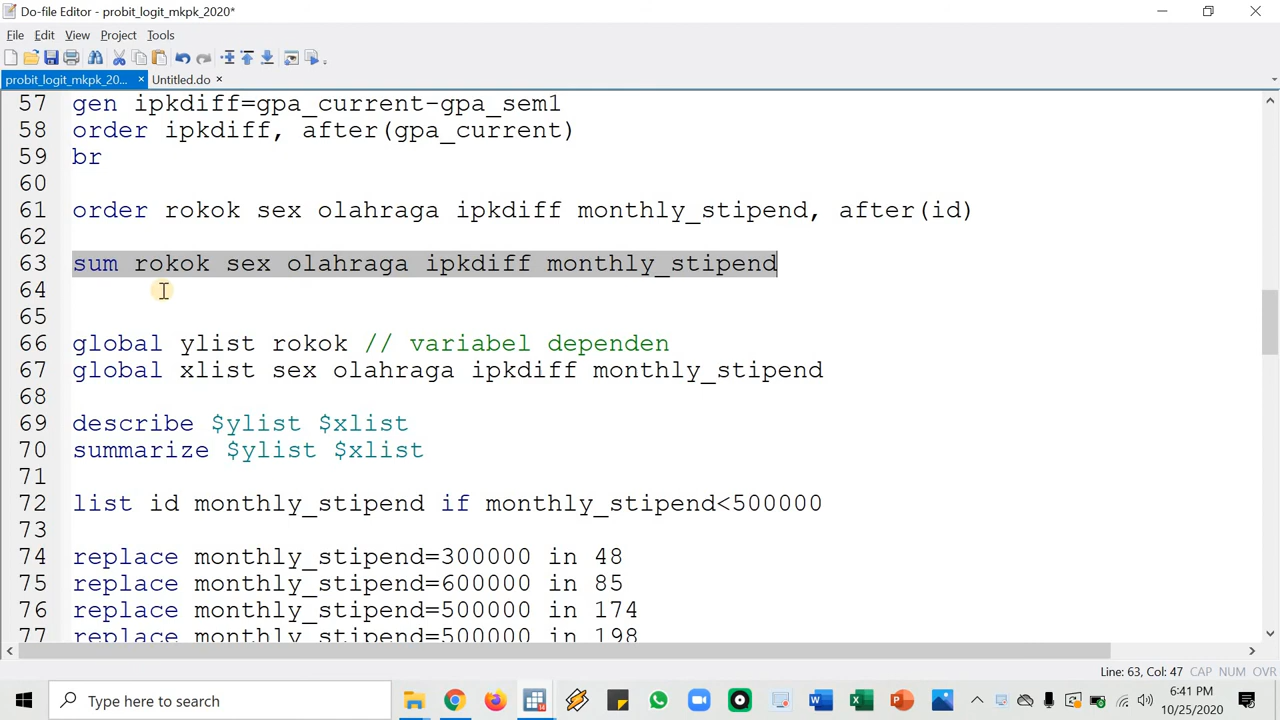 Do-file Editor - probit_logit_mkpk_2020*
File Edit View Project Tools
probit_logit_mkpk_20... × Untitled.do ×
57 gen ipkdiff=gpa_current-gpa_sem1
58 order ipkdiff, after(gpa_current)
59 br
60
61 order rokok sex olahraga ipkdiff monthly_stipend, after(id)
62
63 sum rokok sex olahraga ipkdiff monthly_stipend
64
65
66 global ylist rokok // variabel dependen
67 global xlist sex olahraga ipkdiff monthly_stipend
68
69 describe $ylist $xlist
70 summarize $ylist $xlist
71
72 list id monthly_stipend if monthly_stipend<500000
73
74 replace monthly_stipend=300000 in 48
75 replace monthly_stipend=600000 in 85
76 replace monthly_stipend=500000 in 174
77 replace monthly_stipend=500000 in 198
Line: 63, Col: 47 CAP NUM OVR
Type here to search
6:41 PM
10/25/2020